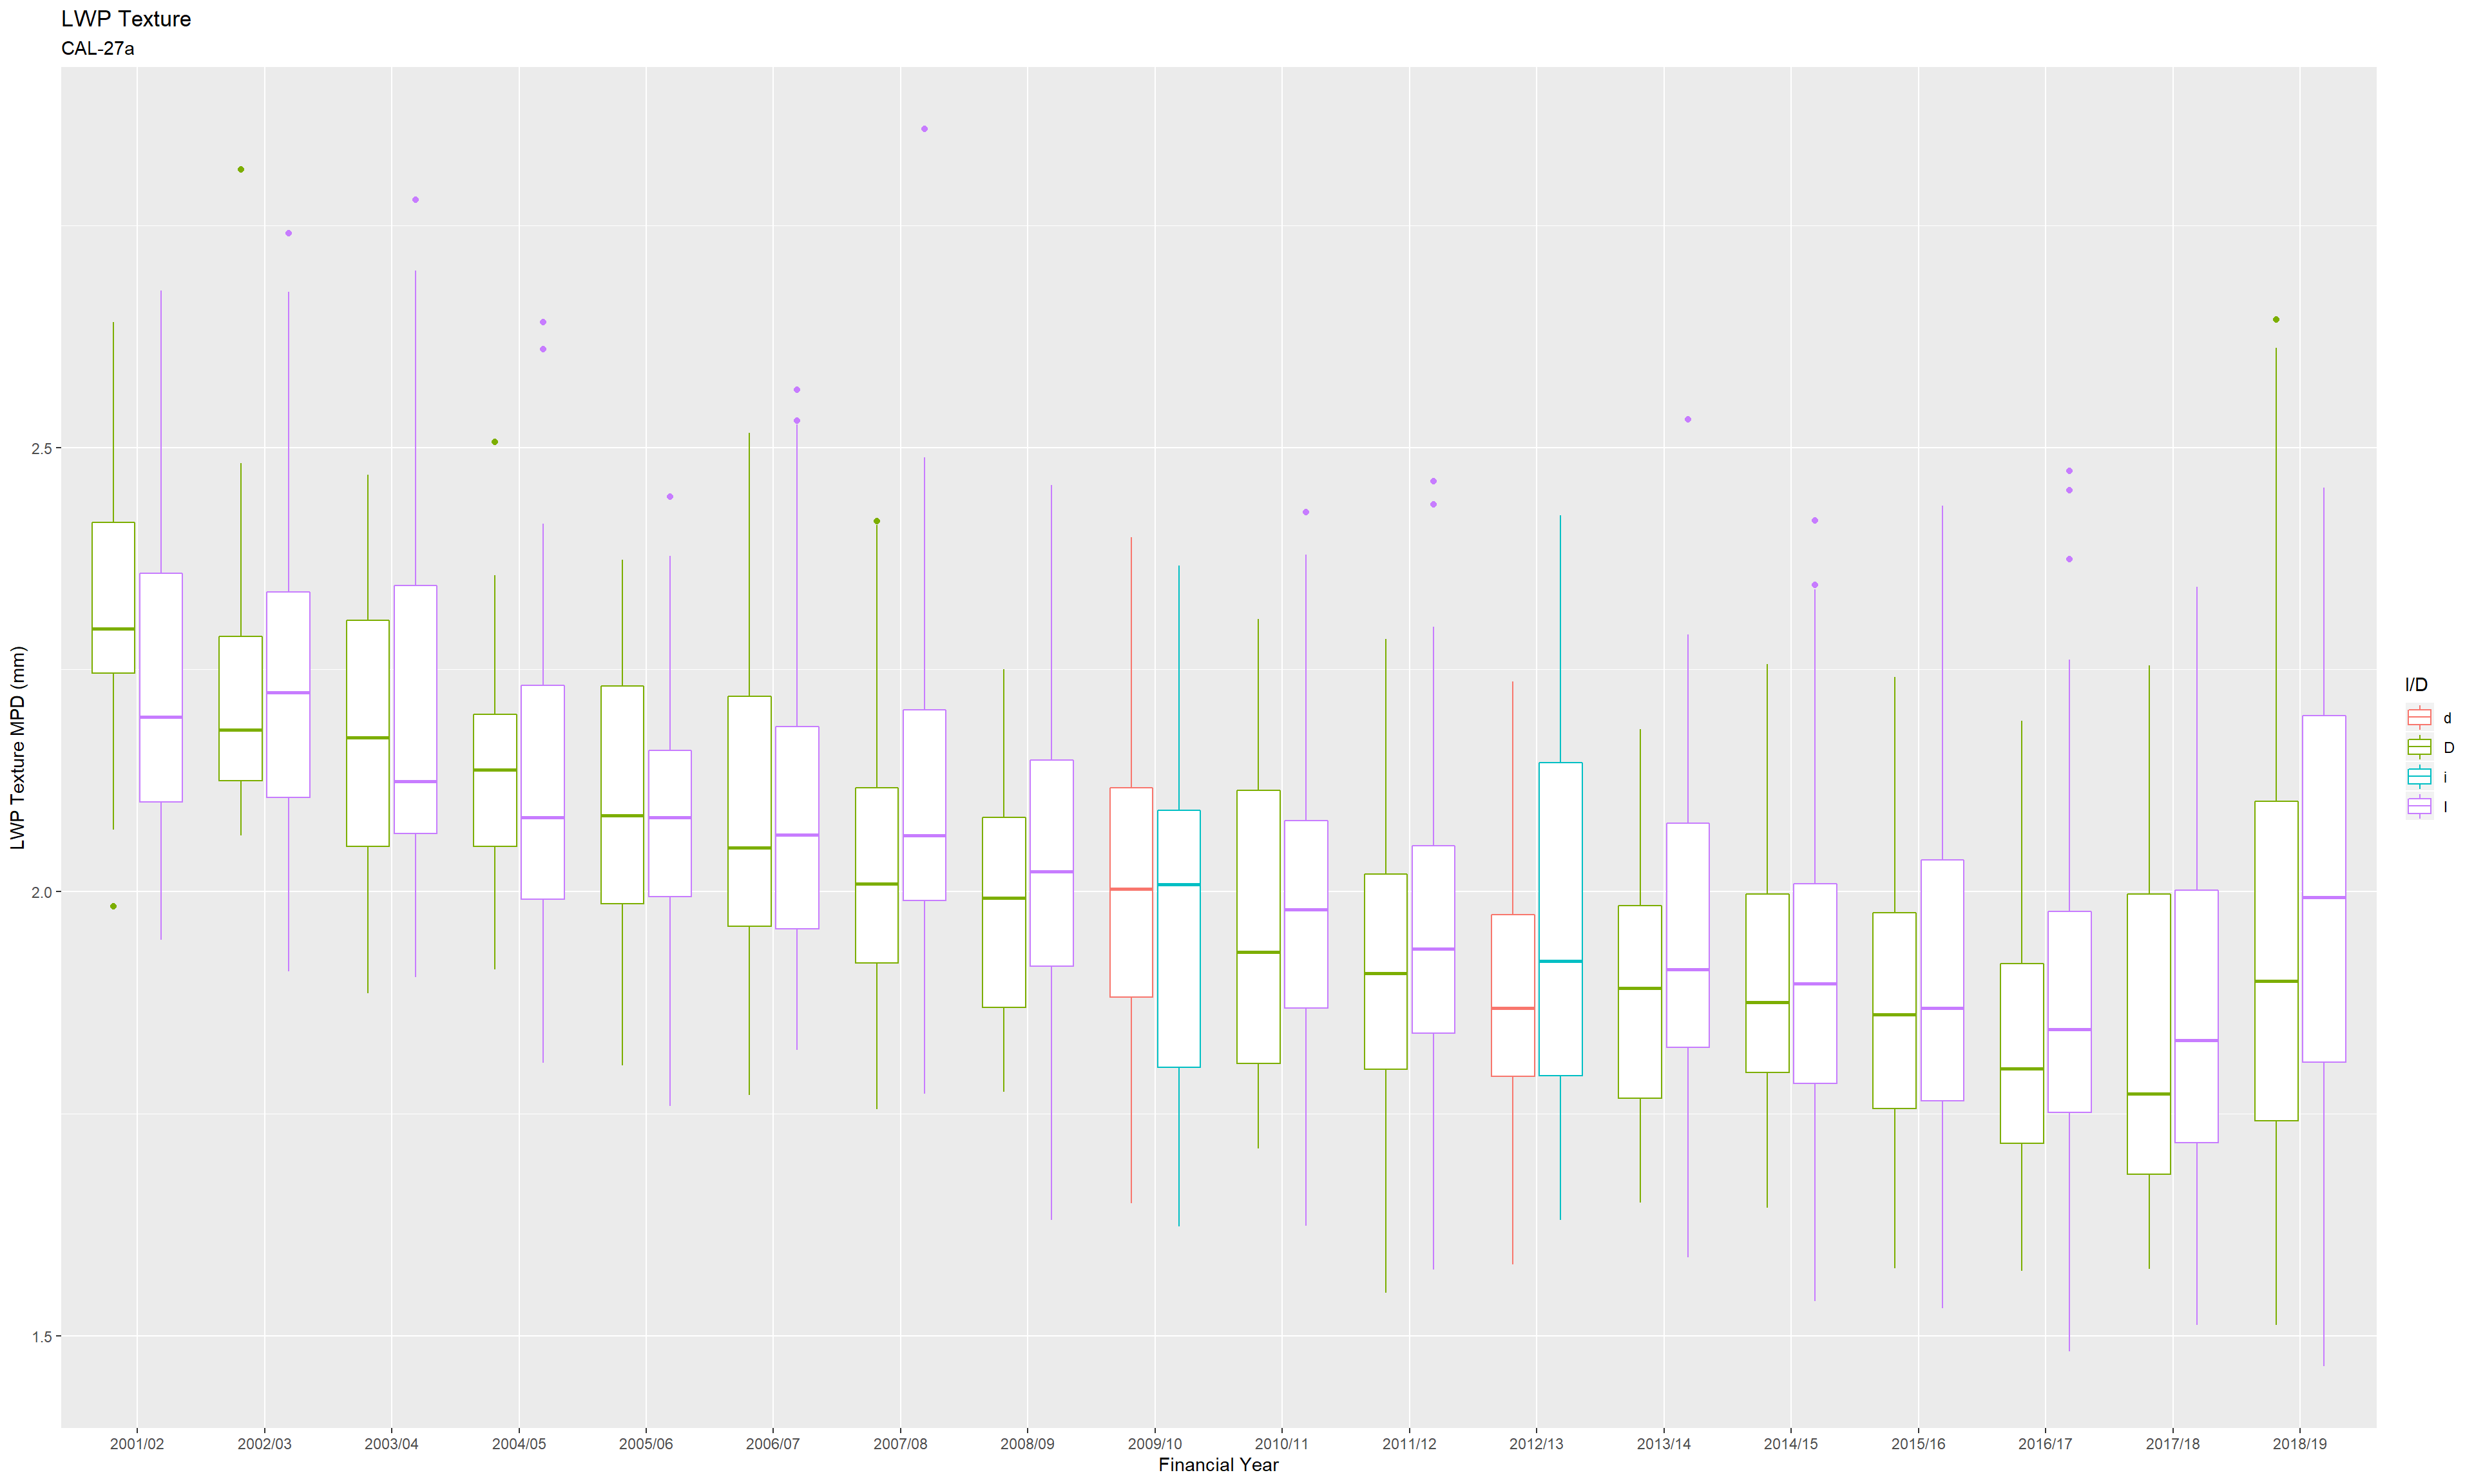 LWP Texture
CAL-27a
LWP Texture MPD (mm)
2.5
2.0
1.5
2001/02 2002/03 2003/04 2004/05 2005/06 2006/07 2007/08 2008/09 2009/10 2010/11 2011/12 2012/13 2013/14 2014/15 2015/16 2016/17 2017/18 2018/19
Financial Year
I/D
d
D
i
I